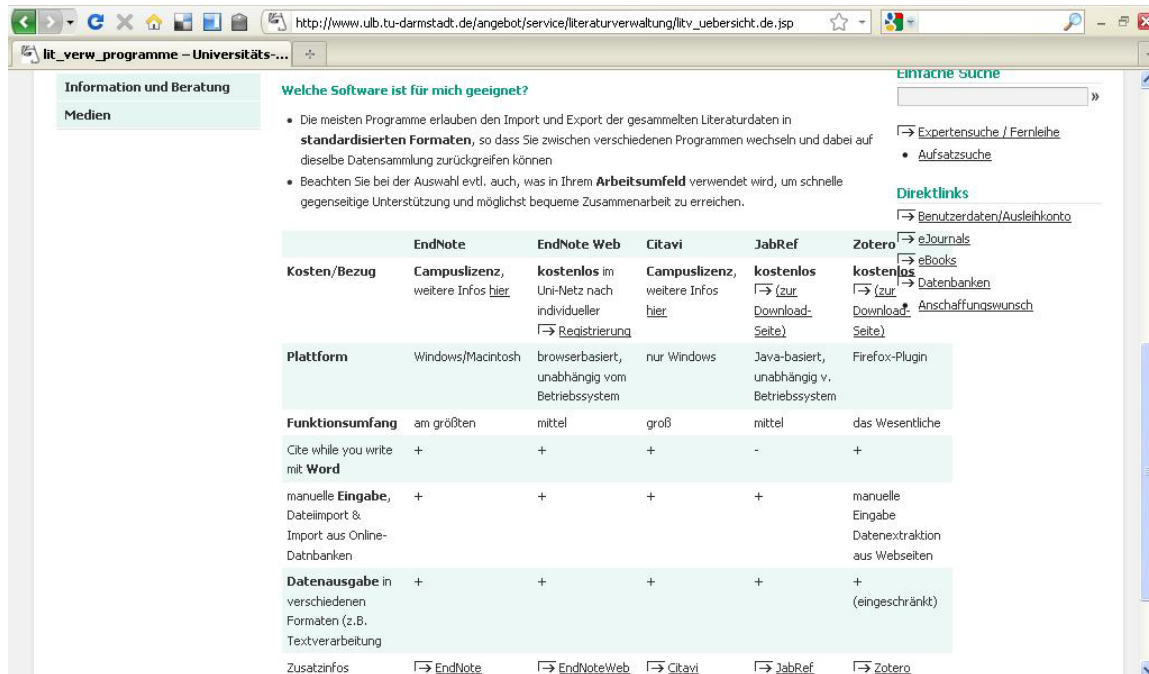 http://www.ulb.tu-darmstadt.de/angebot/service/literaturverwaltung/litv_uebersicht.de.jsp
lit_verw_programme – Universitäts-...
Information und Beratung
Medien
Welche Software ist für mich geeignet?
• Die meisten Programme erlauben den Import und Export der gesammelten Literaturdaten in
standardisierten Formaten, so dass Sie zwischen verschiedenen Programmen wechseln und dabei auf
dieselbe Datensammlung zurückgreifen können
• Beachten Sie bei der Auswahl evtl. auch, was in Ihrem Arbeitsumfeld verwendet wird, um schnelle
gegenseitige Unterstützung und möglichst bequeme Zusammenarbeit zu erreichen.
Einfache Suche
»
Expertensuche / Fernleihe
• Aufsatzsuche
Direktlinks
Benutzerdaten/Ausleihkonto
eJournals
eBooks
Datenbanken
• Anschaffungswunsch
EndNote EndNote Web Citavi JabRef Zotero
Kosten/Bezug Campuslizenz, kostenlos im Campuslizenz, kostenlos kostenlos
weitere Infos hier Uni-Netz nach weitere Infos (zur (zur
individueller hier Download- Download-
Registrierung Seite) Seite)
Plattform Windows/Macintosh browserbasiert, nur Windows Java-basiert, Firefox-Plugin
unabhängig vom unabhängig v.
Betriebssystem Betriebssystem
Funktionsumfang am größten mittel groß mittel das Wesentliche
Cite while you write + + + - +
mit Word
manuelle Eingabe, + + + + manuelle
Dateiimport & Eingabe
Import aus Online- Datenextraktion
Datnbanken aus Webseiten
Datenausgabe in + + + + +
verschiedenen (eingeschränkt)
Formaten (z.B.
Textverarbeitung
Zusatzinfos EndNote EndNoteWeb Citavi JabRef Zotero